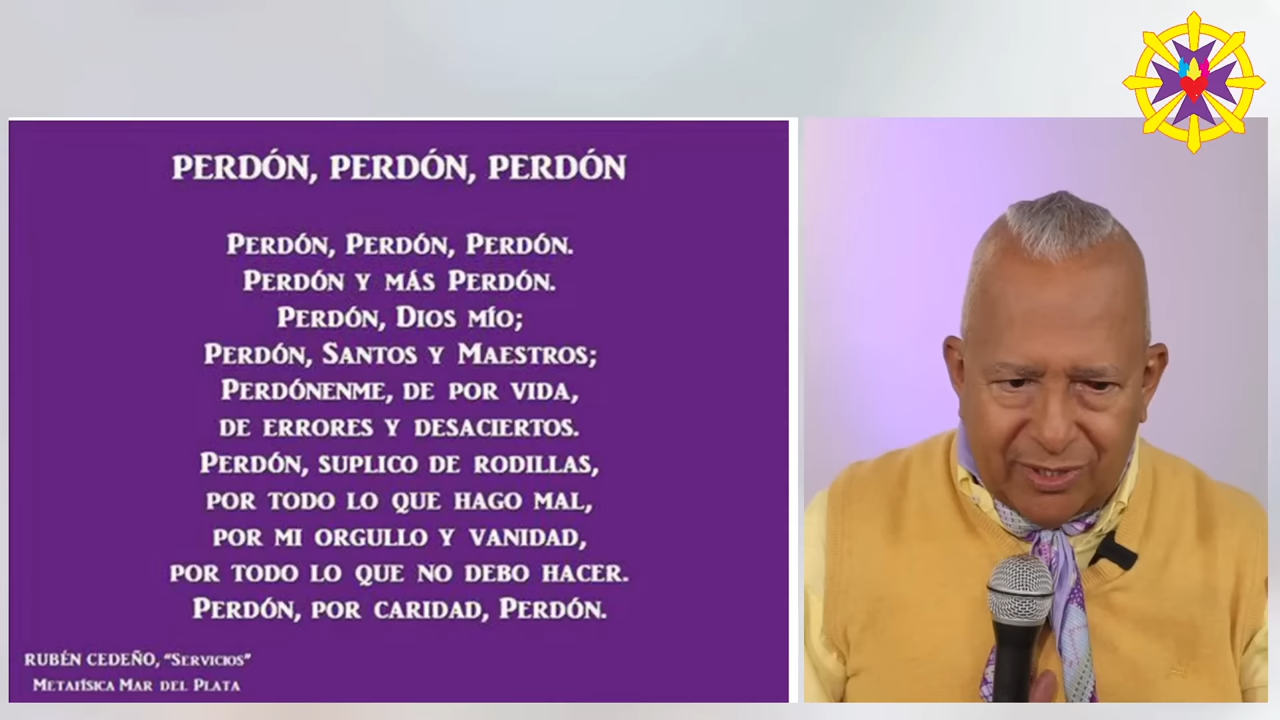 PERDÓN, PERDÓN, PERDÓN
PERDÓN, PERDÓN, PERDÓN.
PERDÓN Y MÁS PERDÓN.
PERDÓN, DIOS MÍO;
PERDÓN, SANTOS Y MAESTROS;
PERDÓNENME, DE POR VIDA,
DE ERRORES Y DESACIERTOS.
PERDÓN, SUPLICO DE RODILLAS,
POR TODO LO QUE HAGO MAL,
POR MI ORGULLO Y VANIDAD,
POR TODO LO QUE NO DEBO HACER.
PERDÓN, POR CARIDAD, PERDÓN.
RUBÉN CEDEÑO, “SERVICIOS”
METAFÍSICA MAR DEL PLATA